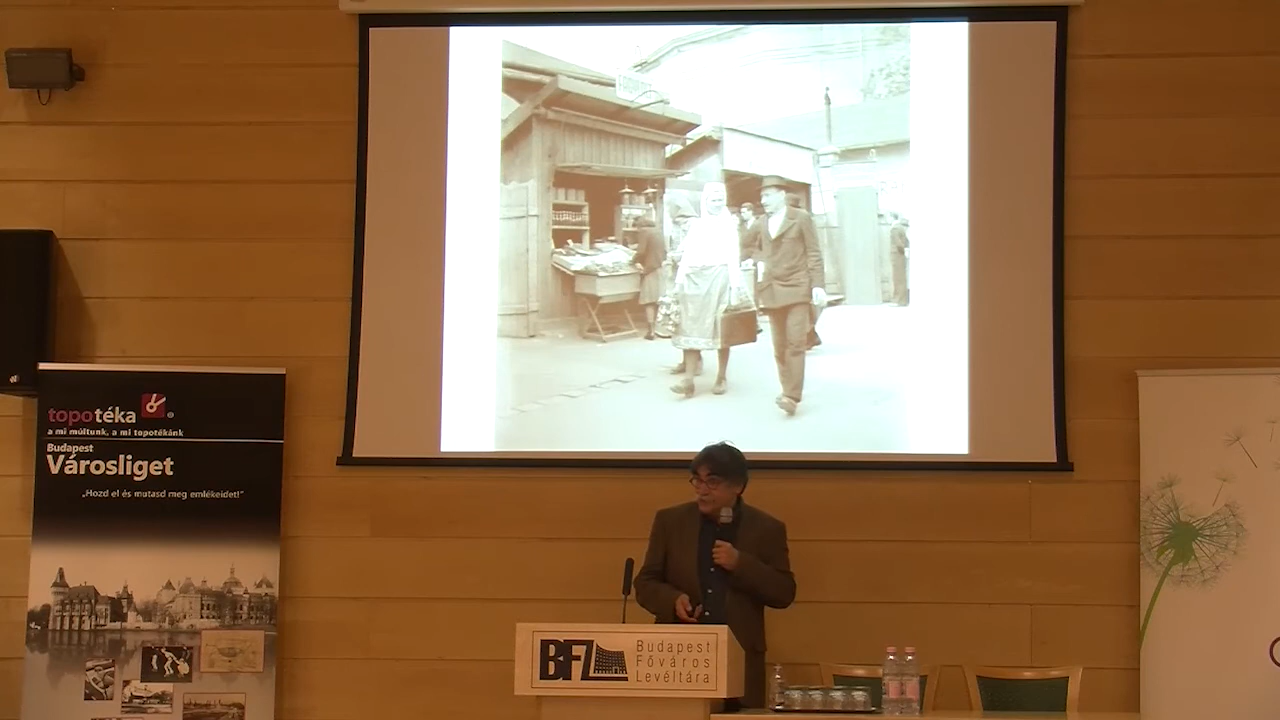 topotéka
a mi múltunk, a mi topotékánk
Budapest
Városliget
„Hozd el és mutasd meg emlékeidet!"
BFL
Budapest
Főváros
Levéltára